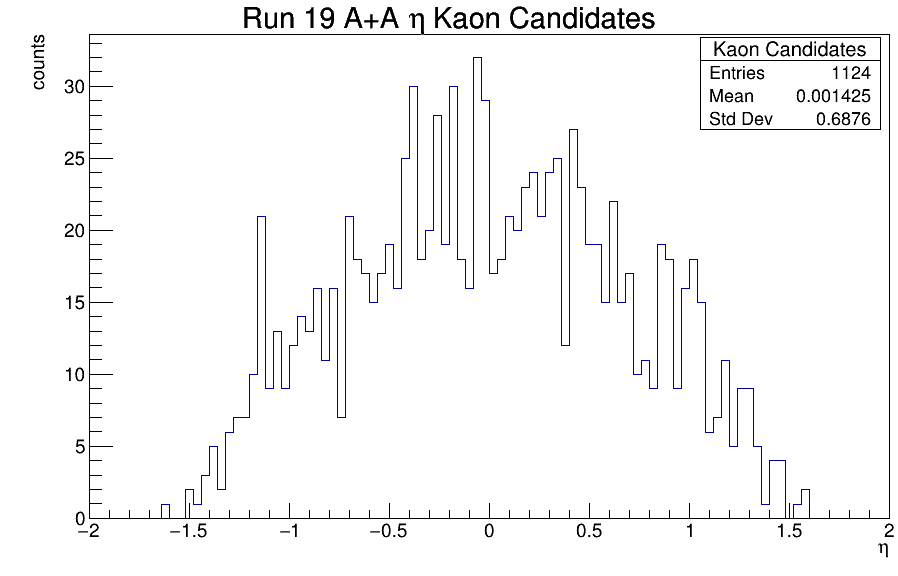 Run 19 A+A η Kaon Candidates
counts
Kaon Candidates
Entries 1124
Mean 0.001425
Std Dev 0.6876
30
25
20
15
10
5
0
−2 −1.5 −1 −0.5 0 0.5 1 1.5 2
η